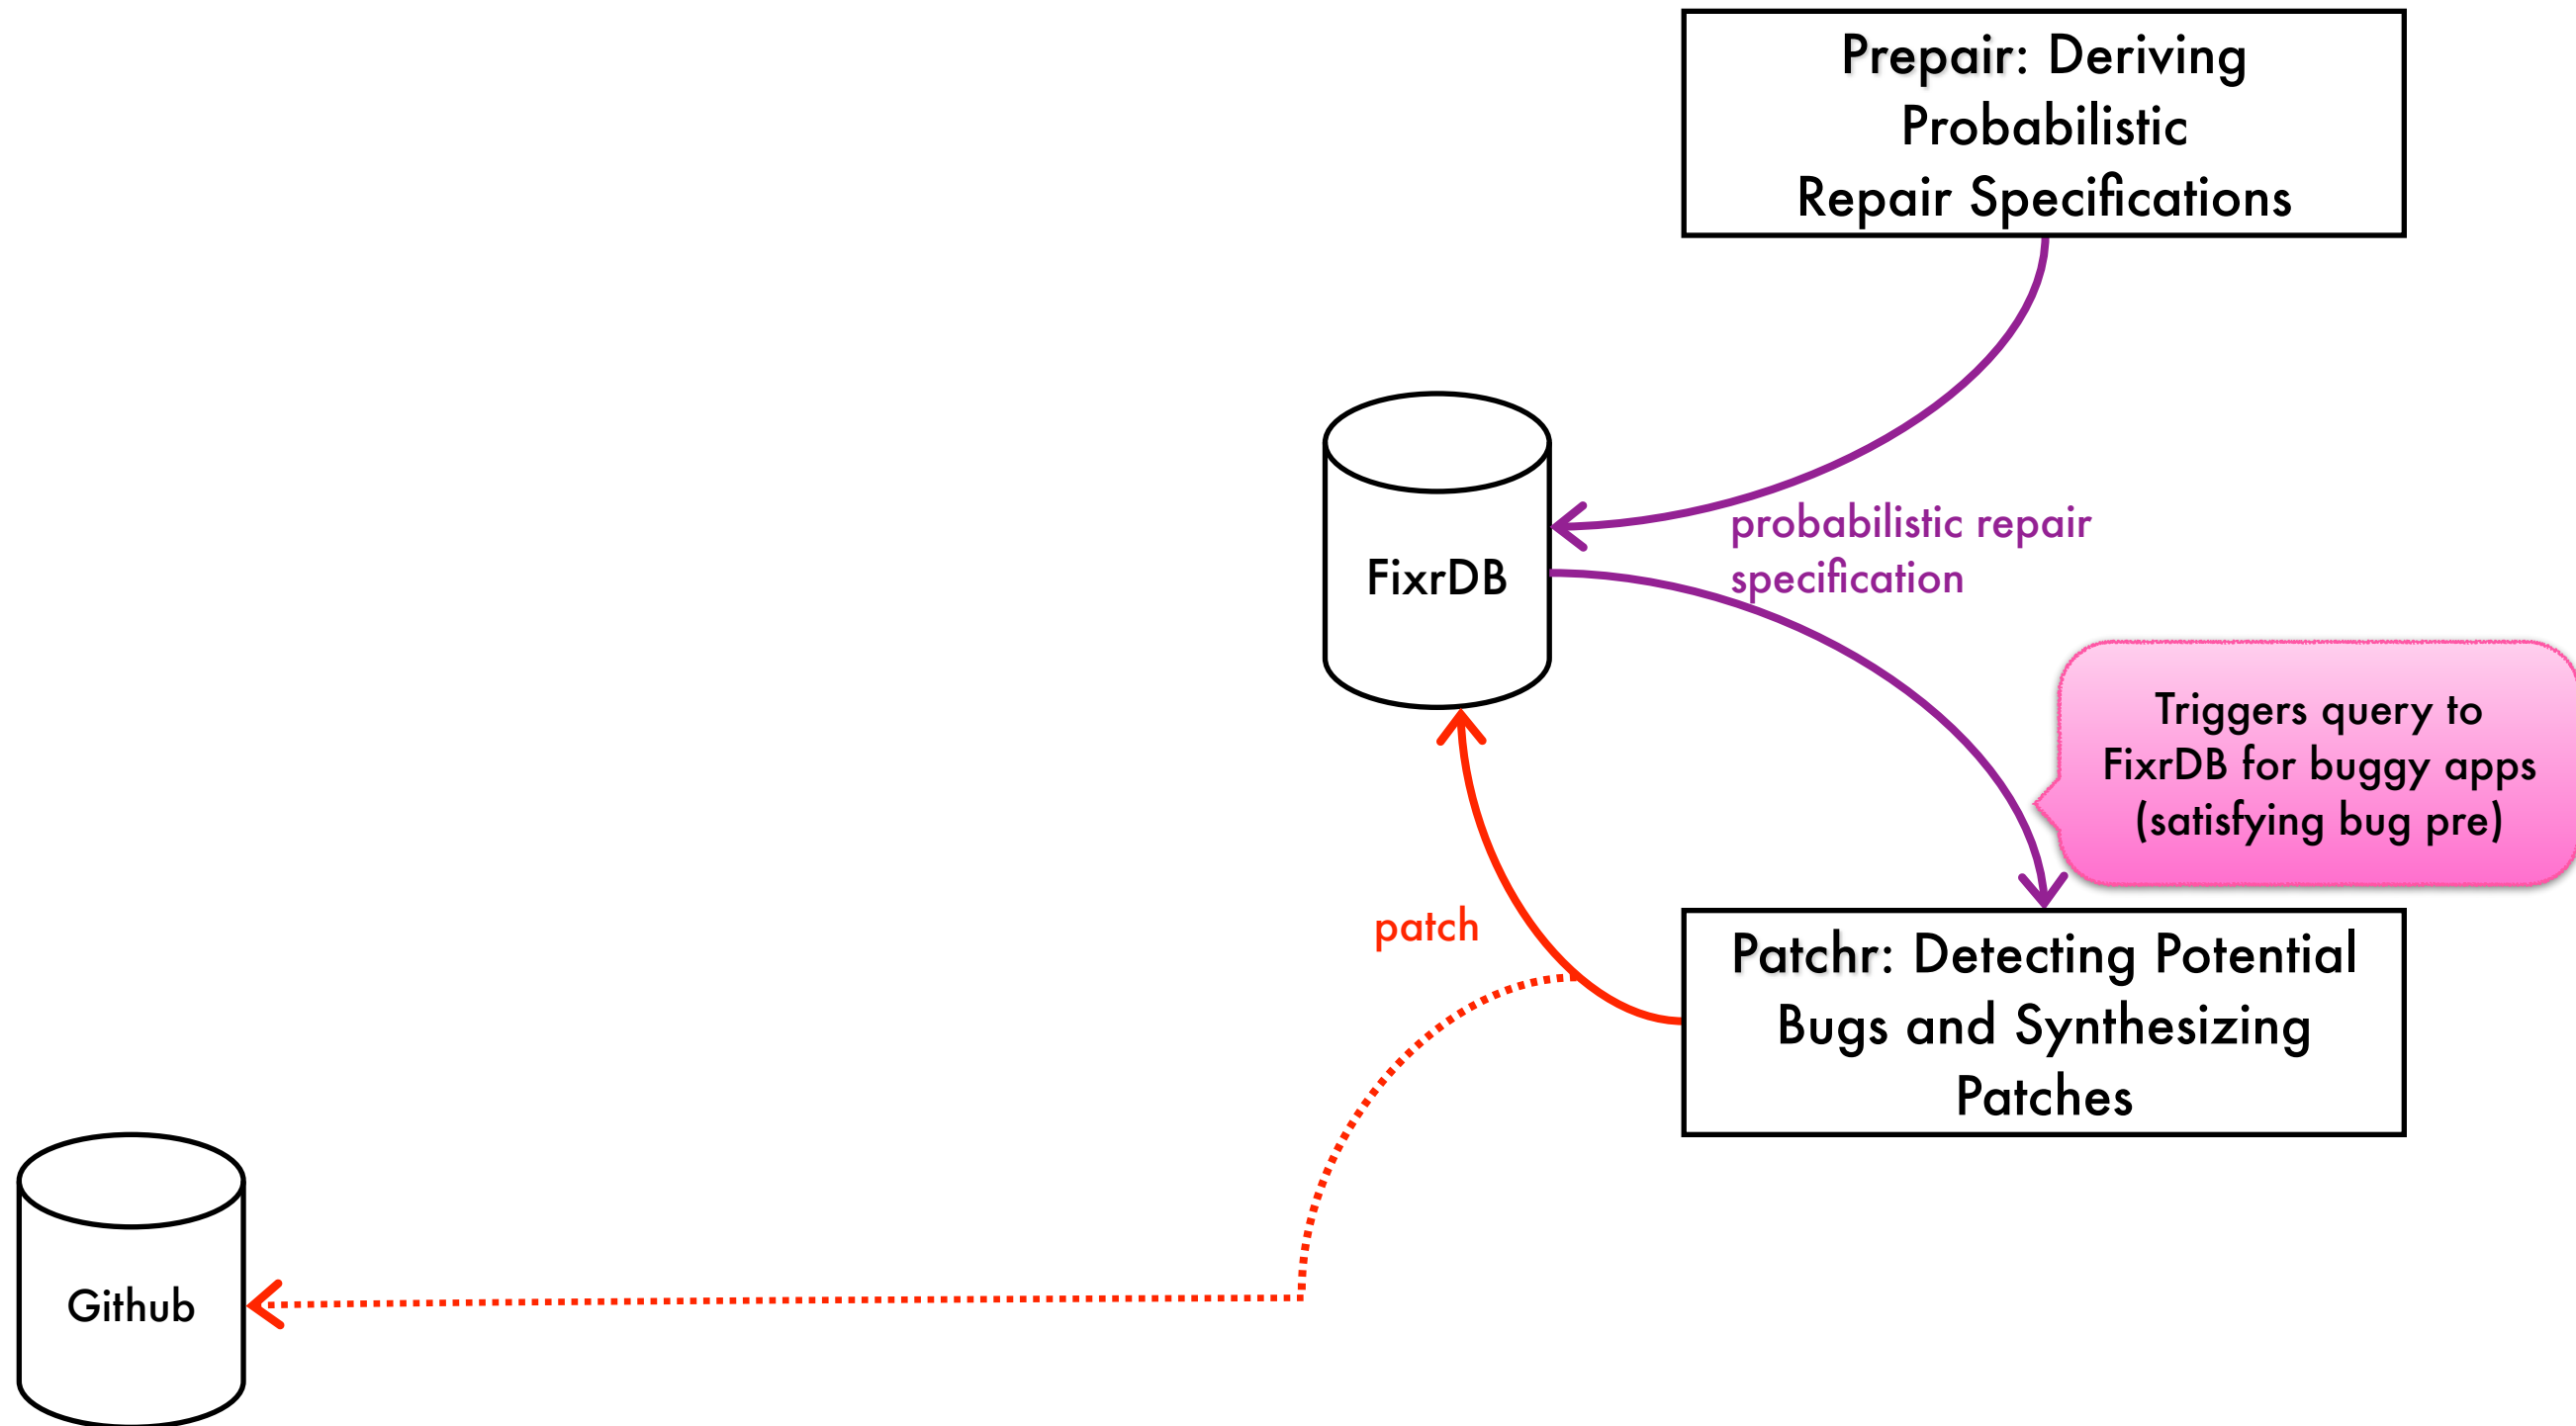 Prepair: Deriving
Probabilistic
Repair Specifications
probabilistic repair
specification
FixrDB
Triggers query to
FixrDB for buggy apps
(satisfying bug pre)
patch
Patchr: Detecting Potential
Bugs and Synthesizing
Patches
Github